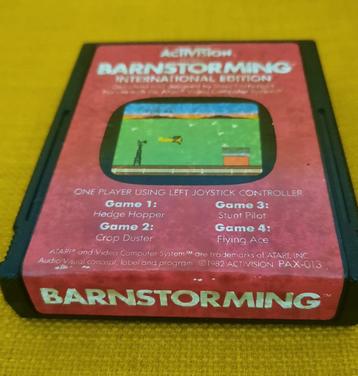 ACTIVISION
BARNSTORMING™
INTERNATIONAL EDITION
ONE PLAYER USING LEFT JOYSTICK CONTROLLER
Game 1:
Hedge Hopper
Game 2:
Crop Duster
Game 3:
Stunt Pilot
Game 4:
Flying Ace
ATARI® and Video Computer System™ are trademarks of ATARI, INC.
Audio Visual concept, label and program ©1982 ACTIVISION PAX-013
BARNSTORMING™